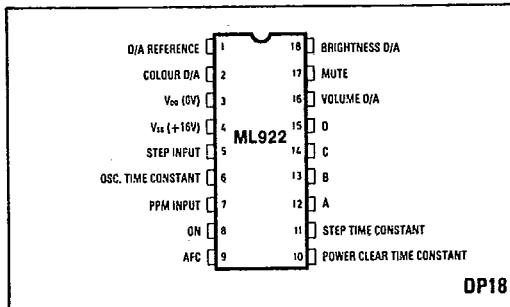 D/A REFERENCE 1 18 BRIGHTNESS D/A
COLOUR D/A 2 17 MUTE
VDD (0V) 3 16 VOLUME D/A
VSS (+16V) 4 15 D
ML922
STEP INPUT 5 14 C
OSC. TIME CONSTANT 6 13 B
PPM INPUT 7 12 A
ON 8 11 STEP TIME CONSTANT
AFC 9 10 POWER CLEAR TIME CONSTANT
DP18